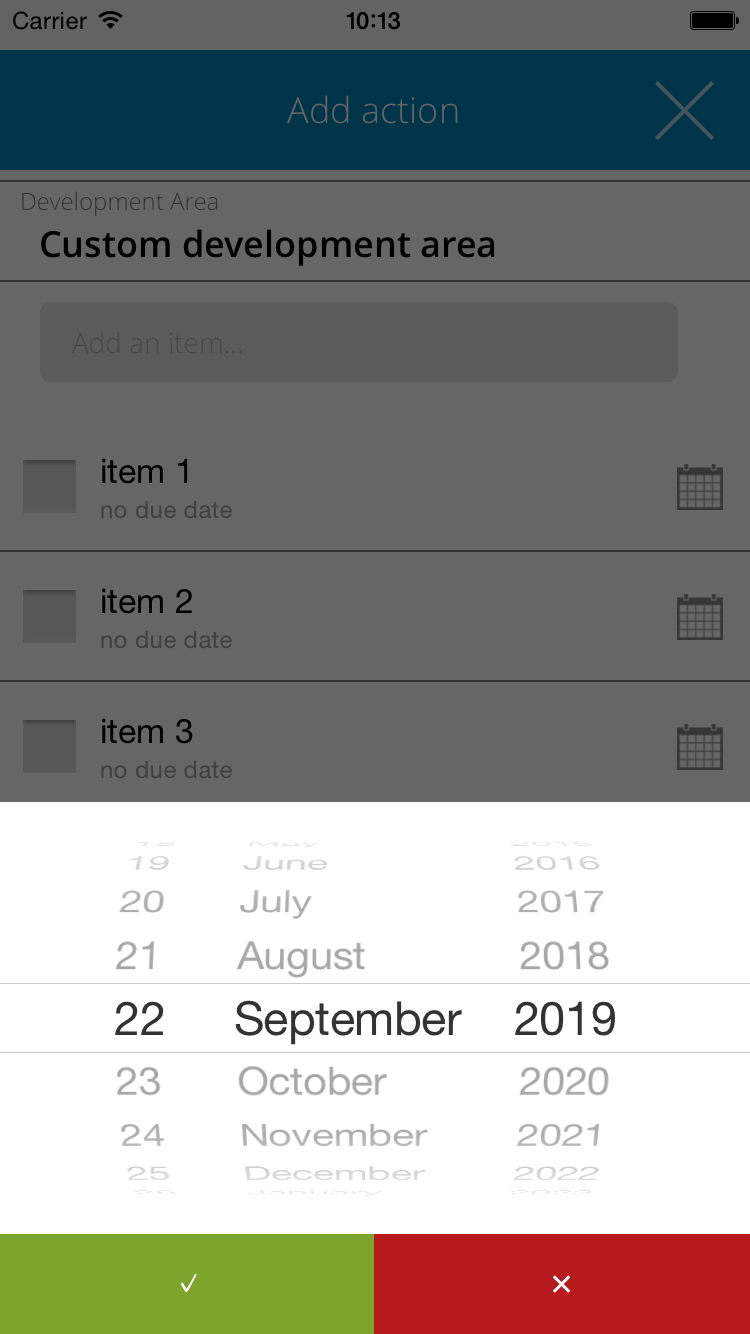 Carrier 10:13
Add action
Development Area
Custom development area
Add an item...
item 1
no due date
item 2
no due date
item 3
no due date
19 June 2016
20 July 2017
21 August 2018
22 September 2019
23 October 2020
24 November 2021
25 December 2022